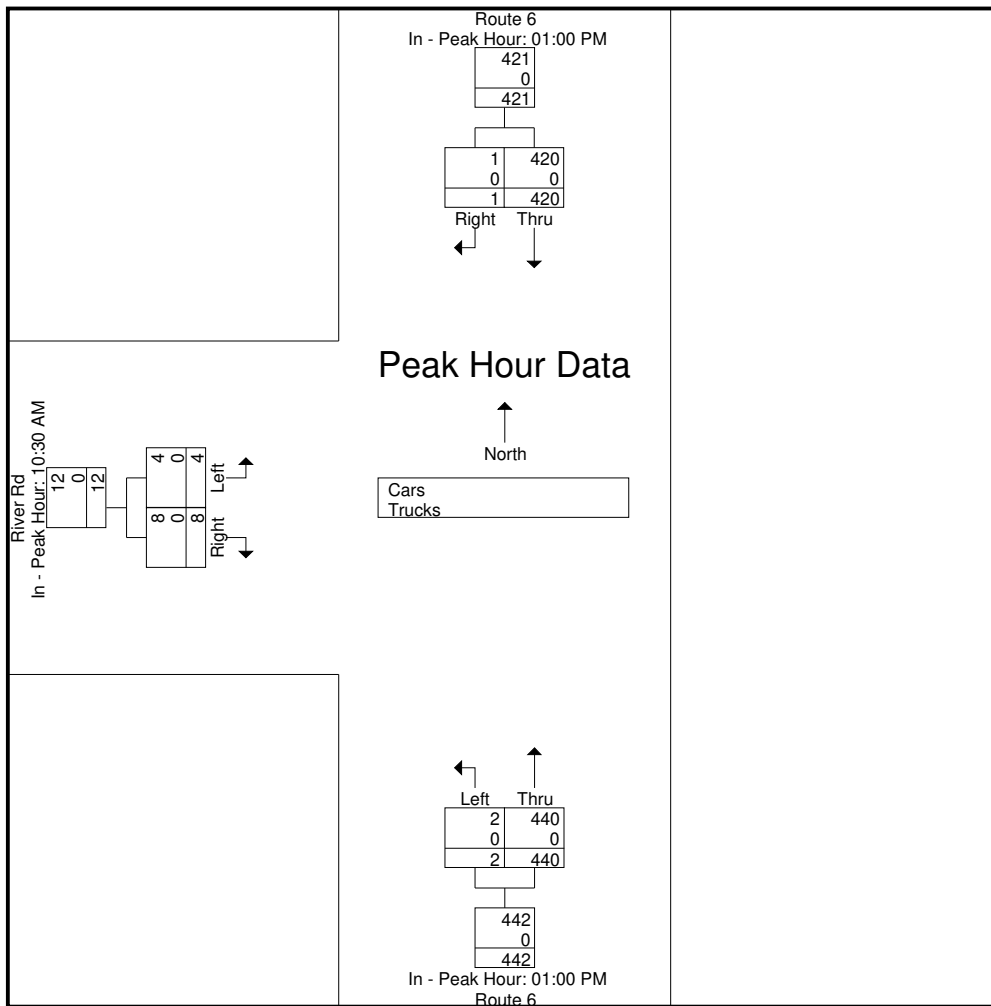 Route 6
In - Peak Hour: 01:00 PM
421
0
421
1 420
0 0
1 420
Right Thru
Peak Hour Data
North
Cars
Trucks
River Rd
In - Peak Hour: 10:30 AM
12
0
12
8 4
0 0
8 4
Right Left
Left Thru
2 440
0 0
2 440
442
0
442
In - Peak Hour: 01:00 PM
Route 6